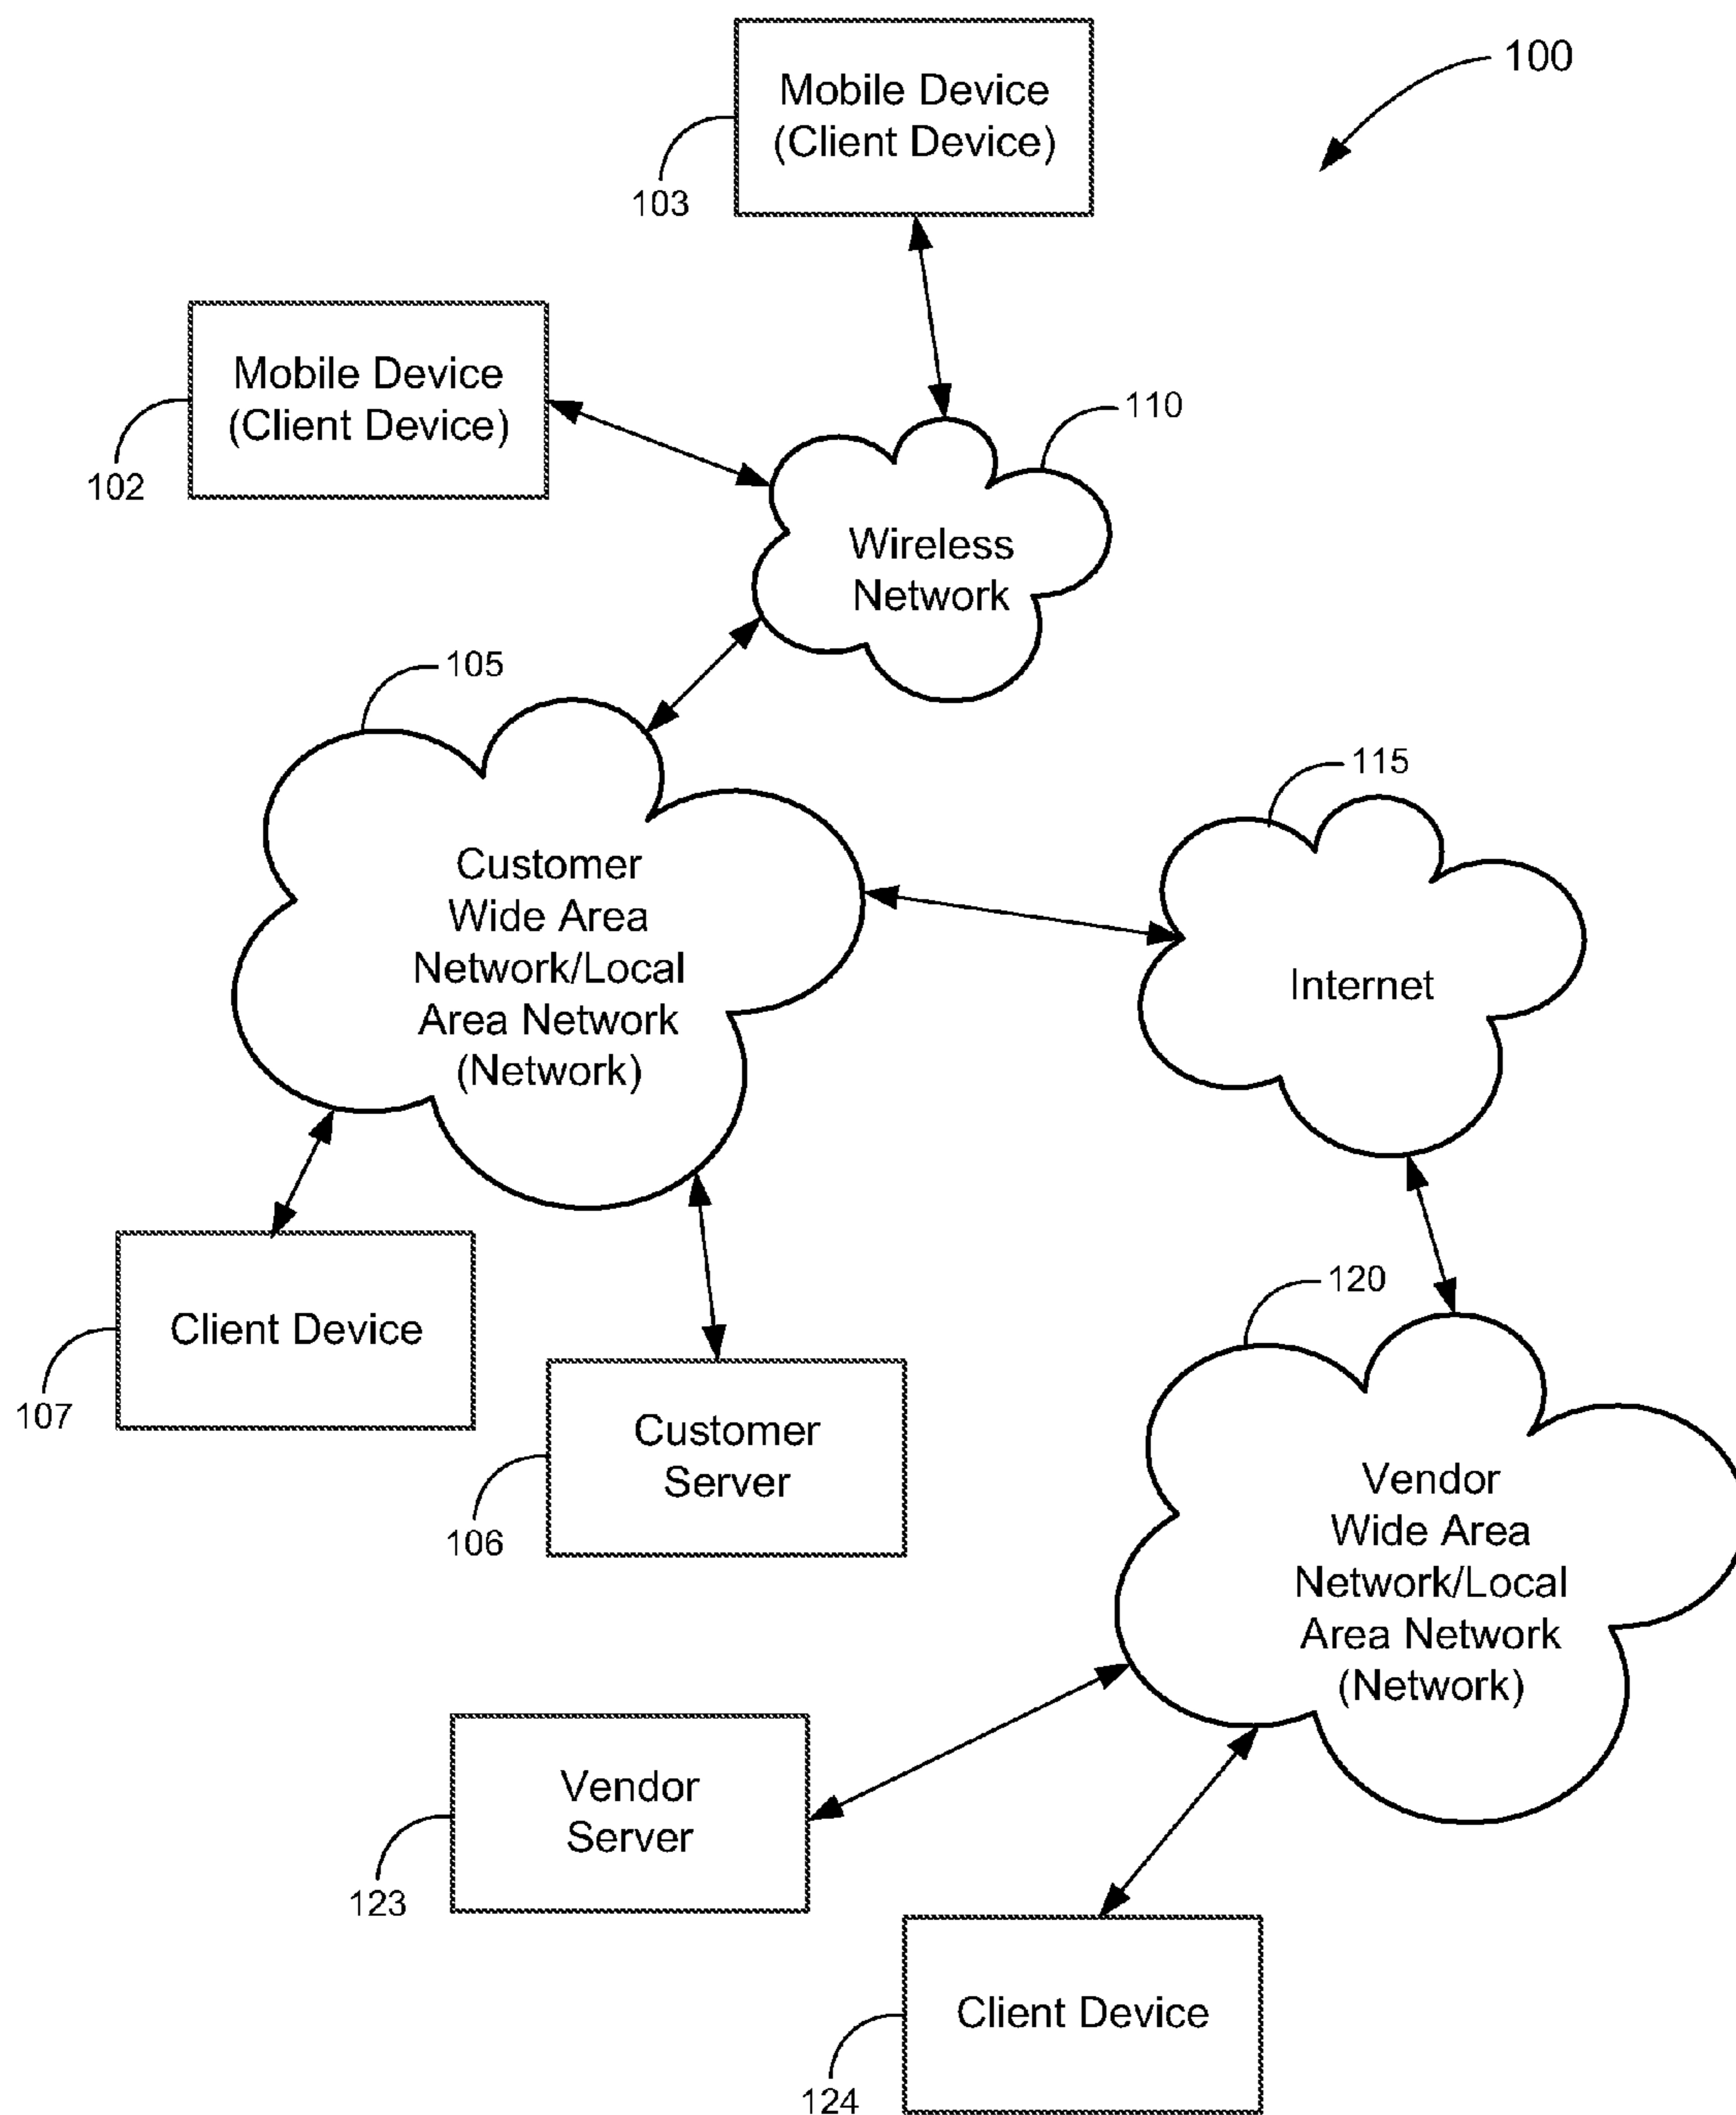 100
Mobile Device
(Client Device)
103
Mobile Device
(Client Device)
102
110
Wireless
Network
105
Customer
Wide Area
Network/Local
Area Network
(Network)
115
Internet
Client Device
107
Customer
Server
106
120
Vendor
Wide Area
Network/Local
Area Network
(Network)
Vendor
Server
123
Client Device
124